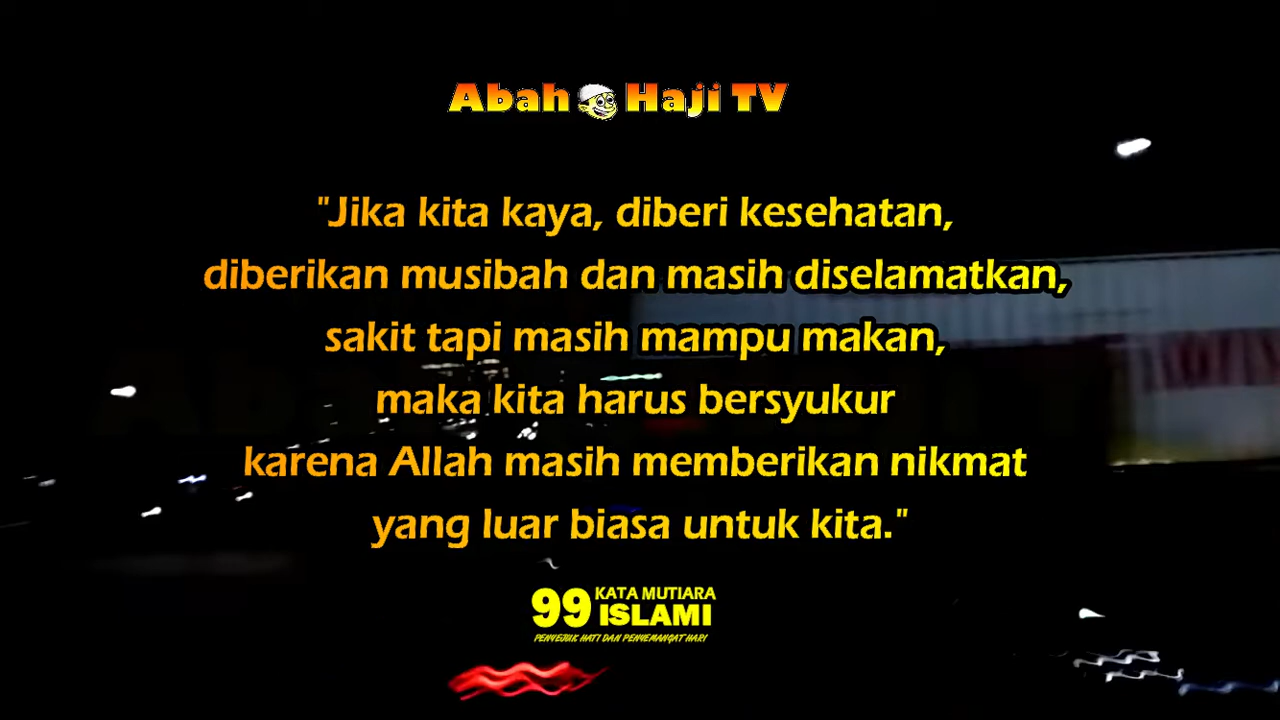 Abah Haji TV
"Jika kita kaya, diberi kesehatan,
diberikan musibah dan masih diselamatkan,
sakit tapi masih mampu makan,
maka kita harus bersyukur
karena Allah masih memberikan nikmat
yang luar biasa untuk kita."
99 KATA MUTIARA
ISLAMI
PENYEJUK HATI DAN PENYEMANGAT HARI